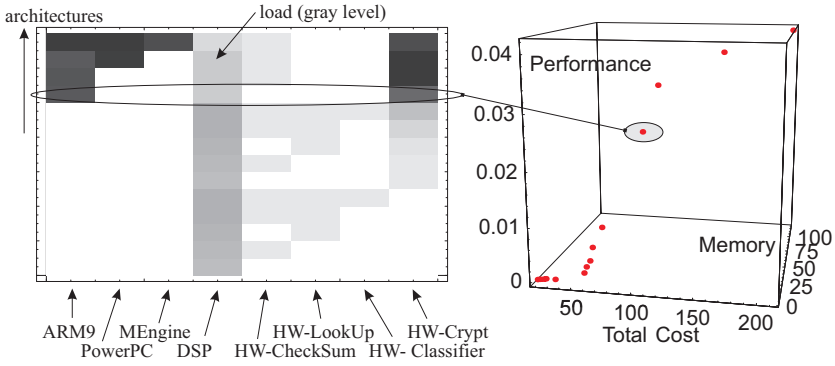 architectures
load (gray level)
ARM9
PowerPC
MEngine
DSP
HW-CheckSum
HW-LookUp
HW- Classifier
HW-Crypt
Performance
0.04
0.03
0.02
0.01
0
50
100
150
200
Total Cost
Memory
100
75
50
25
0